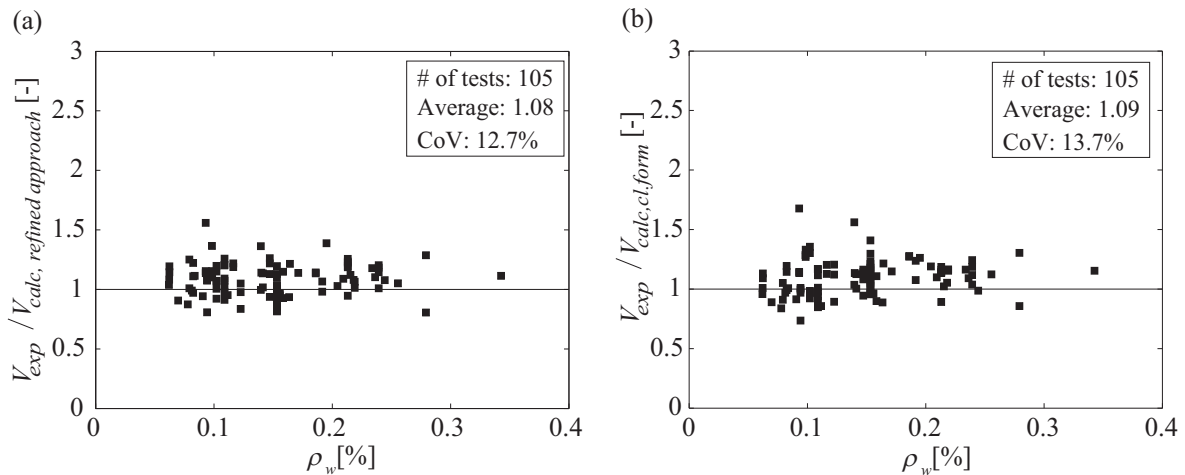 (a)
3
2.5
2
1.5
1
0.5
0
# of tests: 105
Average: 1.08
CoV: 12.7%
V_exp / V_calc, refined approach [-]
0 0.1 0.2 0.3 0.4
ρ_w[%]
(b)
3
2.5
2
1.5
1
0.5
0
# of tests: 105
Average: 1.09
CoV: 13.7%
V_exp / V_calc,cl.form [-]
0 0.1 0.2 0.3 0.4
ρ_w[%]